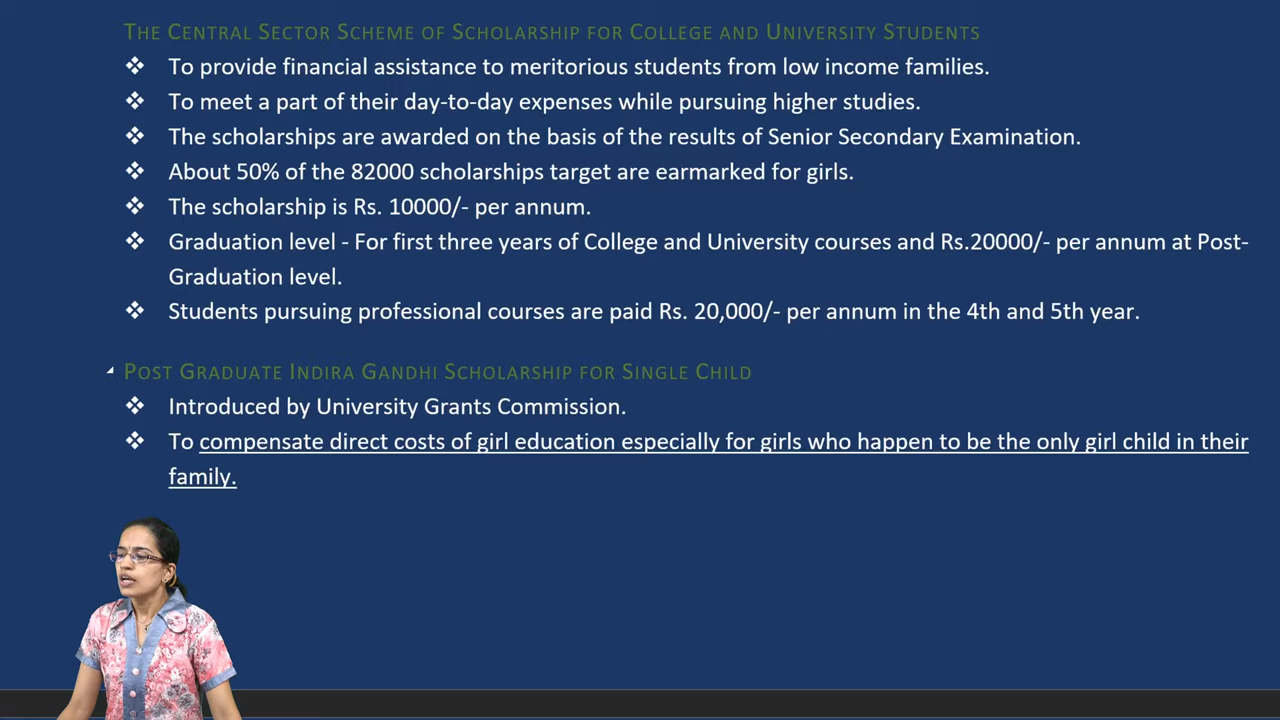 THE CENTRAL SECTOR SCHEME OF SCHOLARSHIP FOR COLLEGE AND UNIVERSITY STUDENTS
❖ To provide financial assistance to meritorious students from low income families.
❖ To meet a part of their day-to-day expenses while pursuing higher studies.
❖ The scholarships are awarded on the basis of the results of Senior Secondary Examination.
❖ About 50% of the 82000 scholarships target are earmarked for girls.
❖ The scholarship is Rs. 10000/- per annum.
❖ Graduation level - For first three years of College and University courses and Rs.20000/- per annum at Post-
Graduation level.
❖ Students pursuing professional courses are paid Rs. 20,000/- per annum in the 4th and 5th year.
POST GRADUATE INDIRA GANDHI SCHOLARSHIP FOR SINGLE CHILD
❖ Introduced by University Grants Commission.
❖ To compensate direct costs of girl education especially for girls who happen to be the only girl child in their
family.